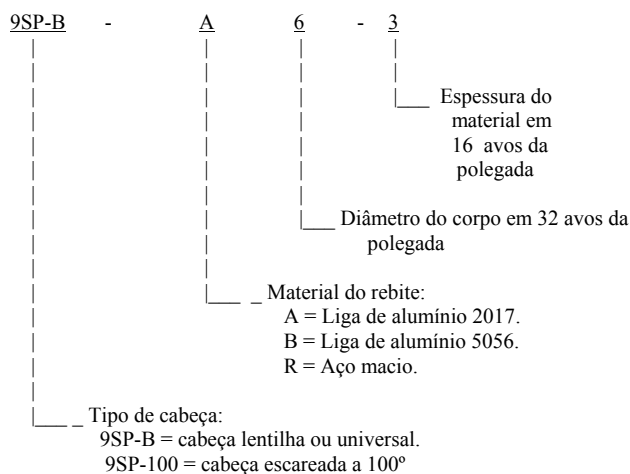 9SP-B - A 6 - 3
Espessura do
material em
16 avos da
polegada
Diâmetro do corpo em 32 avos da
polegada
Material do rebite:
A = Liga de alumínio 2017.
B = Liga de alumínio 5056.
R = Aço macio.
Tipo de cabeça:
9SP-B = cabeça lentilha ou universal.
9SP-100 = cabeça escareada a 100º